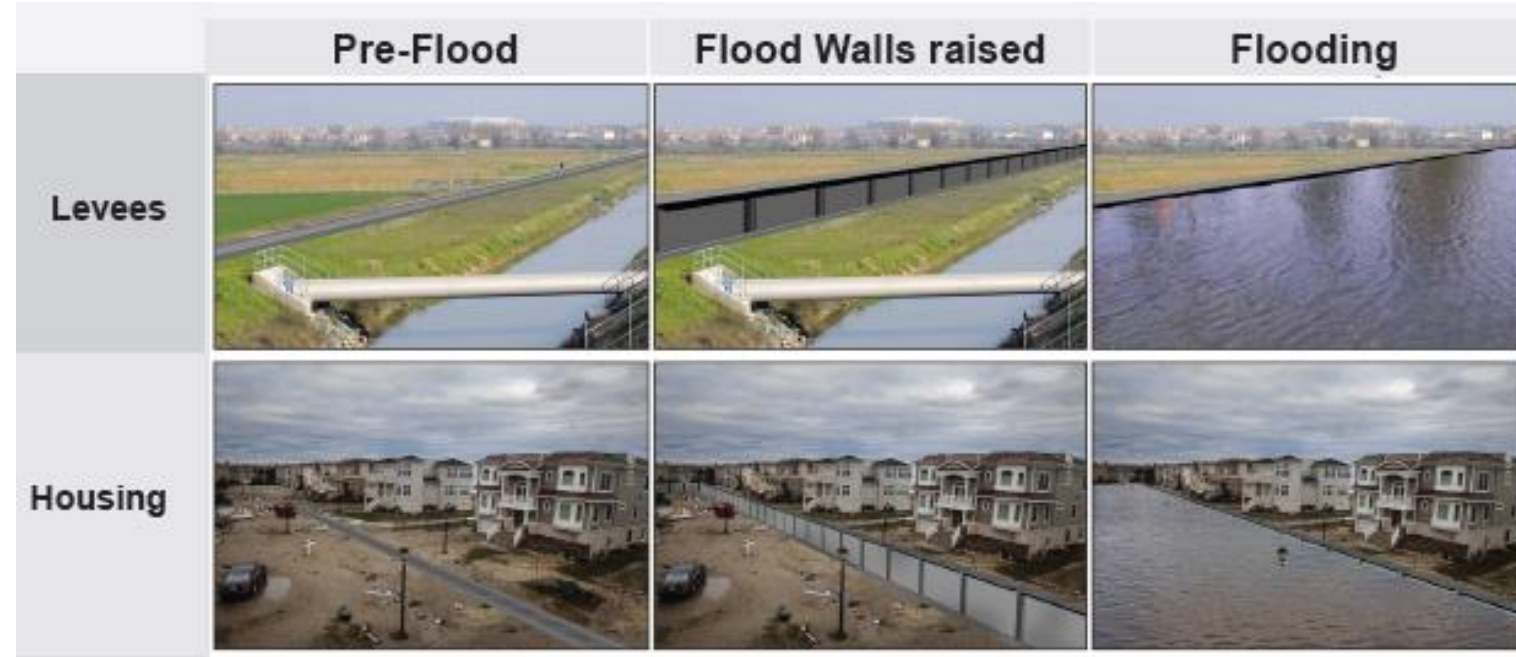 Pre-Flood
Flood Walls raised
Flooding
Levees
Housing